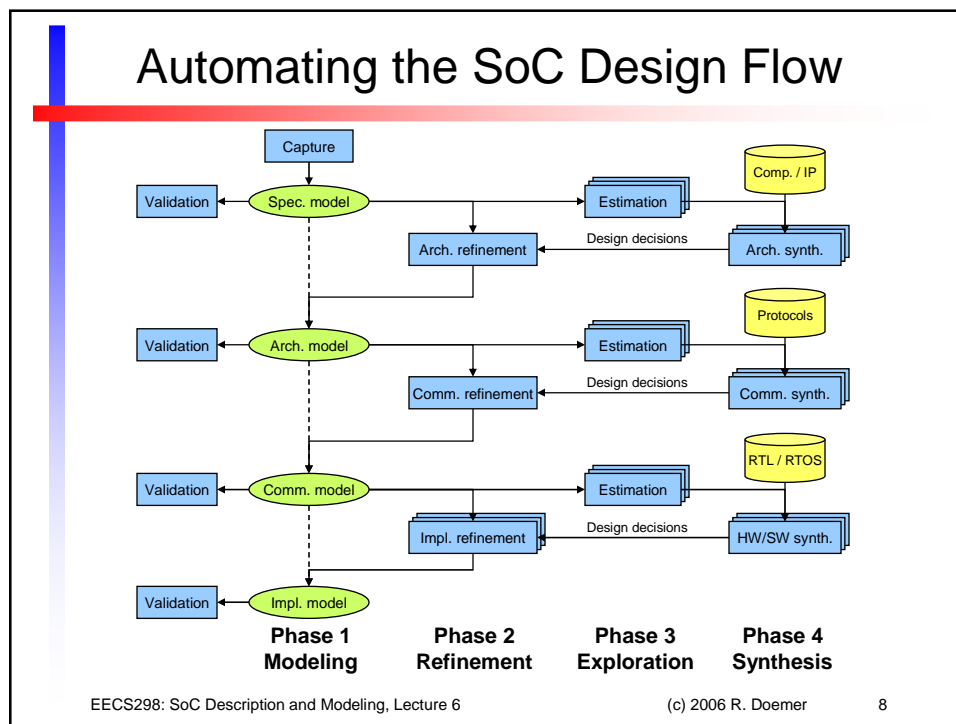 Automating the SoC Design Flow
Capture
Comp. / IP
Validation
Spec. model
Estimation
Arch. refinement
Design decisions
Arch. synth.
Protocols
Validation
Arch. model
Estimation
Comm. refinement
Design decisions
Comm. synth.
RTL / RTOS
Validation
Comm. model
Estimation
Impl. refinement
Design decisions
HW/SW synth.
Validation
Impl. model
Phase 1
Modeling
Phase 2
Refinement
Phase 3
Exploration
Phase 4
Synthesis
EECS298: SoC Description and Modeling, Lecture 6
(c) 2006 R. Doemer
8